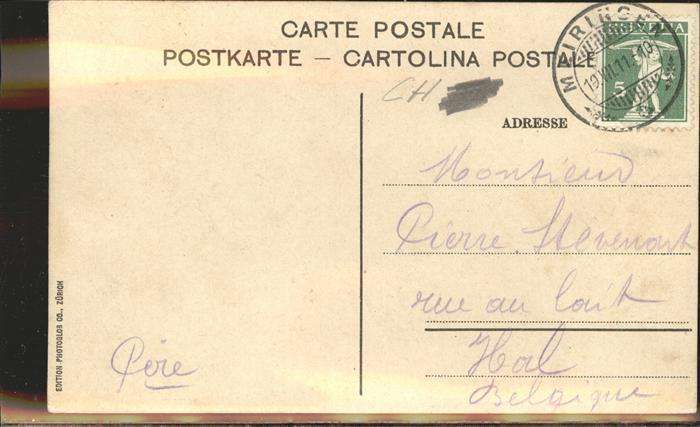 CARTE POSTALE
POSTKARTE — CARTOLINA POSTALE
HELVETIA
5
MEIRINGEN
CH
ADRESSE
Monsieur
Pierre Stevenart
rue au lait
Hal
Belgique
Père
EDITION PHOTOGLOB CO., ZÜRICH